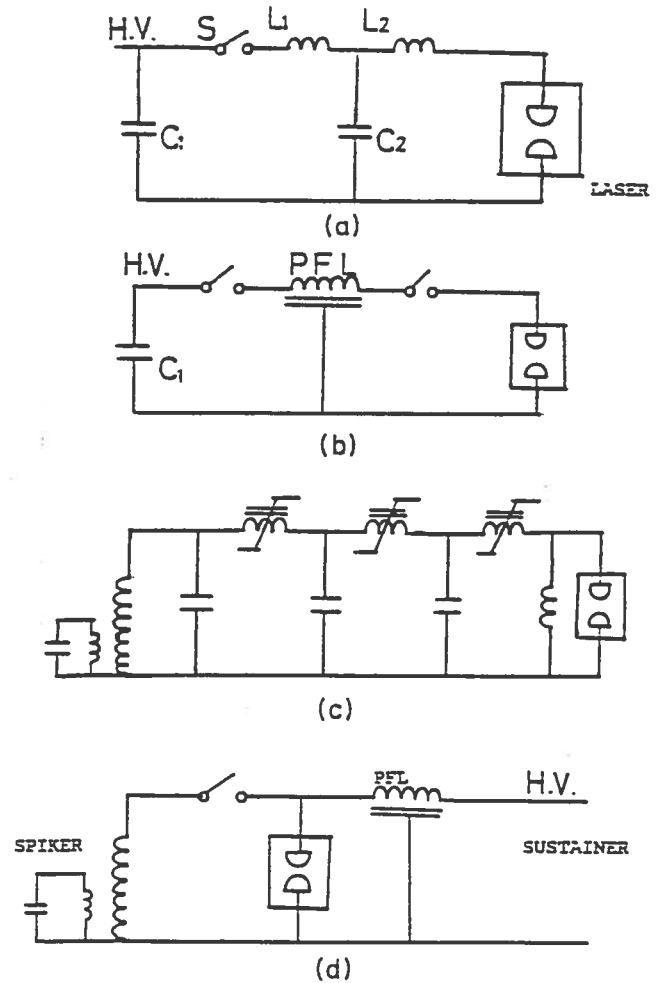 H.V. S L₁ L₂
C₁ C₂
LASER
(a)
H.V. PFL
C₁
(b)
(c)
PFL H.V.
SPIKER SUSTAINER
(d)